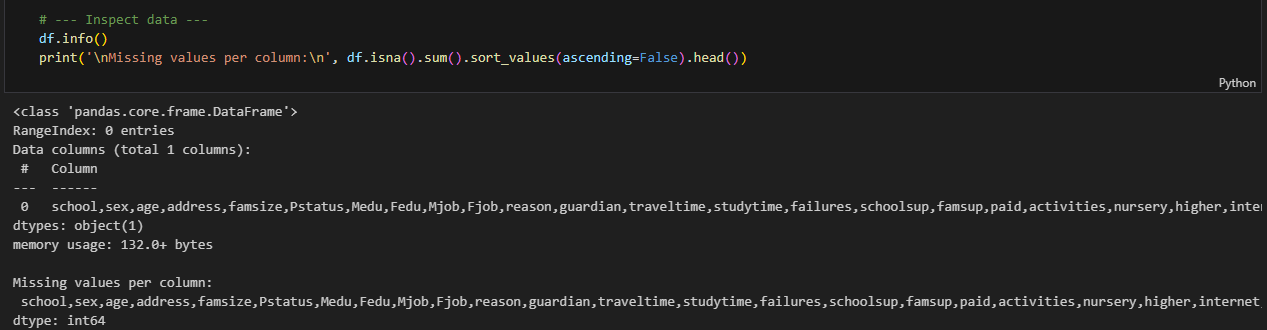 # --- Inspect data ---
df.info()
print('\nMissing values per column:\n', df.isna().sum().sort_values(ascending=False).head())
Python
<class 'pandas.core.frame.DataFrame'>
RangeIndex: 0 entries
Data columns (total 1 columns):
 #   Column
---  ------
 0   school,sex,age,address,famsize,Pstatus,Medu,Fedu,Mjob,Fjob,reason,guardian,traveltime,studytime,failures,schoolsup,famsup,paid,activities,nursery,higher,inter
dtypes: object(1)
memory usage: 132.0+ bytes
Missing values per column:
 school,sex,age,address,famsize,Pstatus,Medu,Fedu,Mjob,Fjob,reason,guardian,traveltime,studytime,failures,schoolsup,famsup,paid,activities,nursery,higher,internet,
dtype: int64